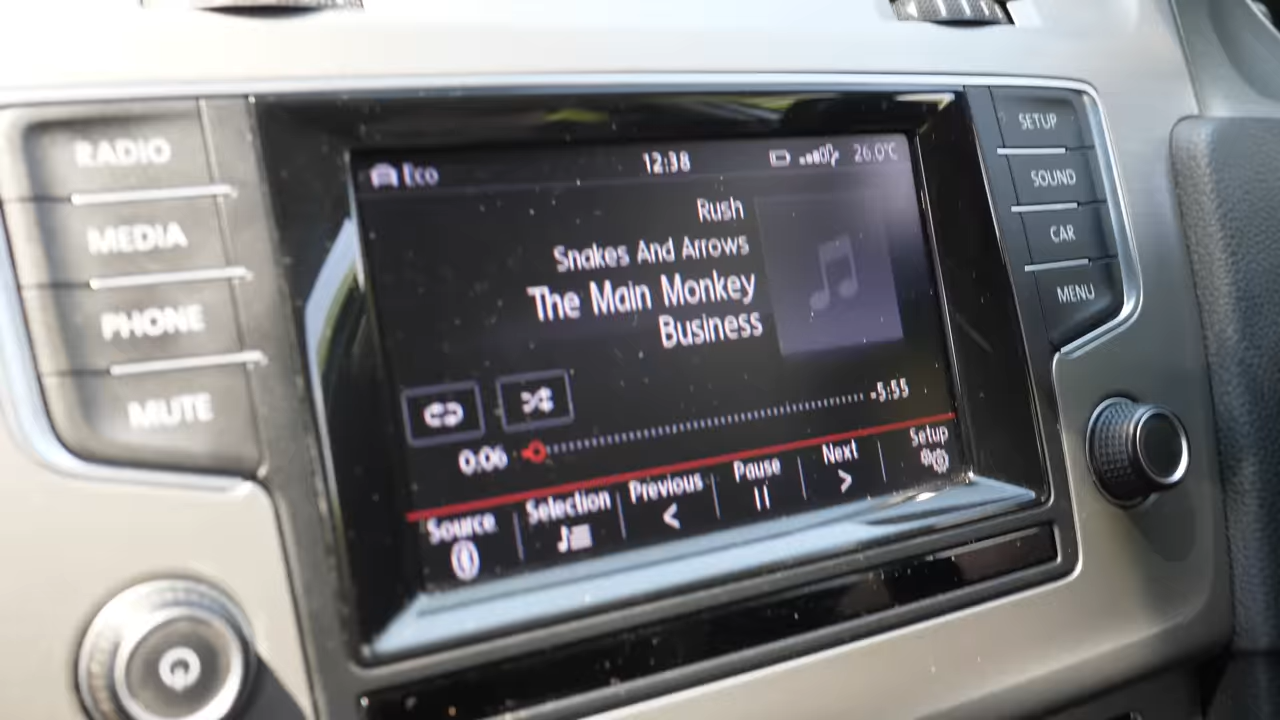 RADIO
MEDIA
PHONE
MUTE
Eco
12:38
26.0°C
Rush
Snakes And Arrows
The Main Monkey
Business
0:06
-5:55
Source
Selection
Previous
Pause
Next
Setup
SETUP
SOUND
CAR
MENU